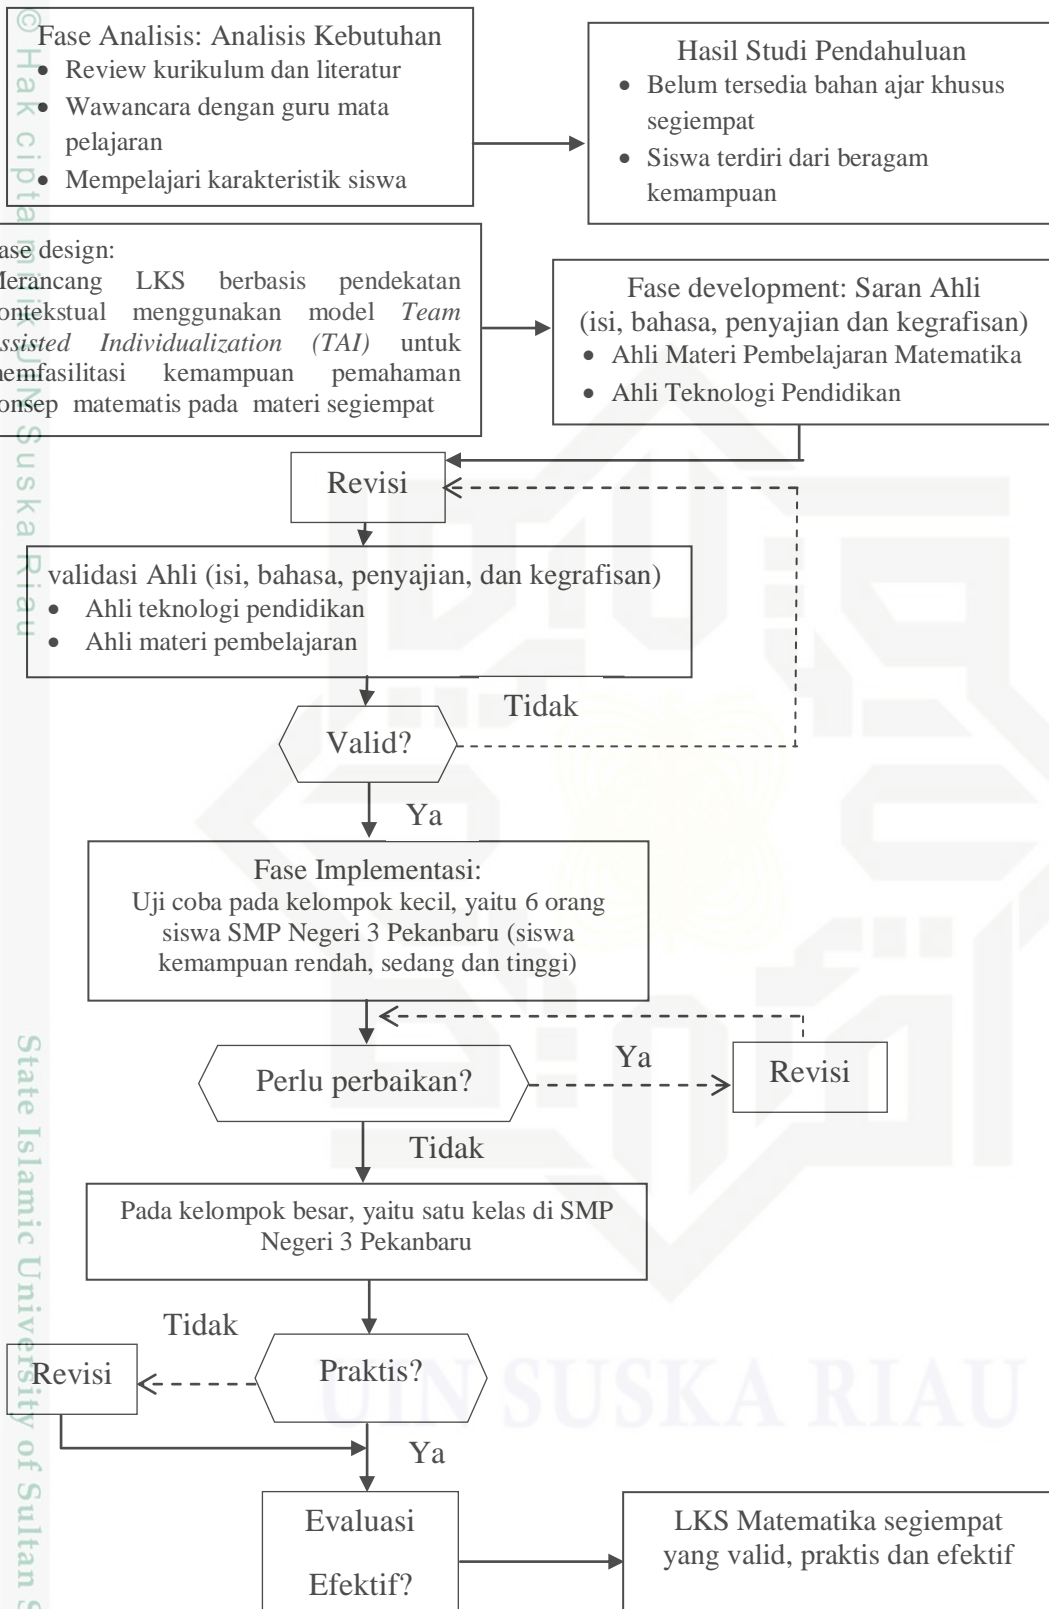 Fase Analisis: Analisis Kebutuhan
• Review kurikulum dan literatur
• Wawancara dengan guru mata
pelajaran
• Mempelajari karakteristik siswa
Hasil Studi Pendahuluan
• Belum tersedia bahan ajar khusus
segiempat
• Siswa terdiri dari beragam
kemampuan
ase design:
Merancang LKS berbasis pendekatan
ontekstual menggunakan model Team
ssisted Individualization (TAI) untuk
memfasilitasi kemampuan pemahaman
onsep matematis pada materi segiempat
Fase development: Saran Ahli
(isi, bahasa, penyajian dan kegrafisan)
• Ahli Materi Pembelajaran Matematika
• Ahli Teknologi Pendidikan
Revisi
validasi Ahli (isi, bahasa, penyajian, dan kegrafisan)
• Ahli teknologi pendidikan
• Ahli materi pembelajaran
Tidak
Valid?
Ya
Fase Implementasi:
Uji coba pada kelompok kecil, yaitu 6 orang
siswa SMP Negeri 3 Pekanbaru (siswa
kemampuan rendah, sedang dan tinggi)
Perlu perbaikan?
Ya
Revisi
Tidak
Pada kelompok besar, yaitu satu kelas di SMP
Negeri 3 Pekanbaru
Tidak
Revisi
Praktis?
Ya
Evaluasi
Efektif?
LKS Matematika segiempat
yang valid, praktis dan efektif
© Hak cipta milik UIN Suska Riau
State Islamic University of Sultan S
UIN SUSKA RIAU